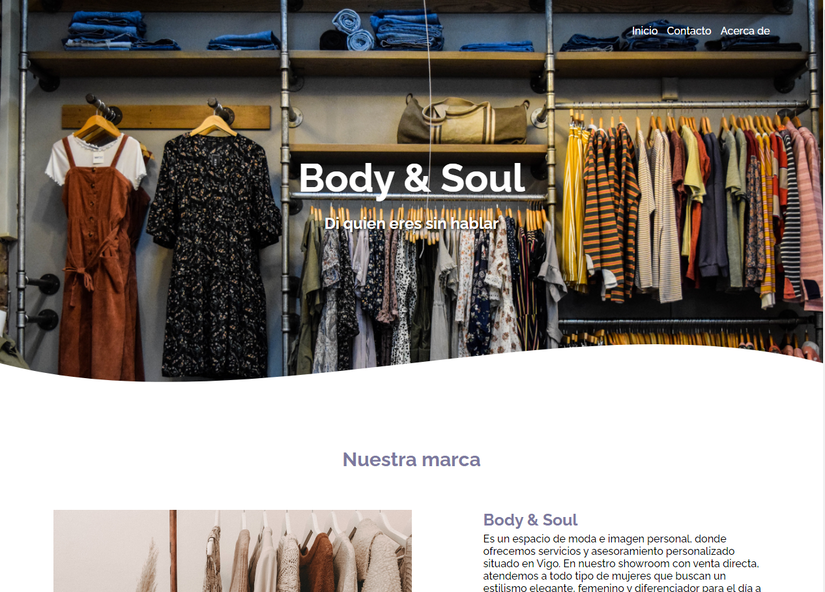 Inicio Contacto Acerca de
Body & Soul
Di quien eres sin hablar
Nuestra marca
Body & Soul
Es un espacio de moda e imagen personal, donde
ofrecemos servicios y asesoramiento personalizado
situado en Vigo. En nuestro showroom con venta directa,
atendemos a todo tipo de mujeres que buscan un
estilismo elegante, femenino y diferenciador para el día a